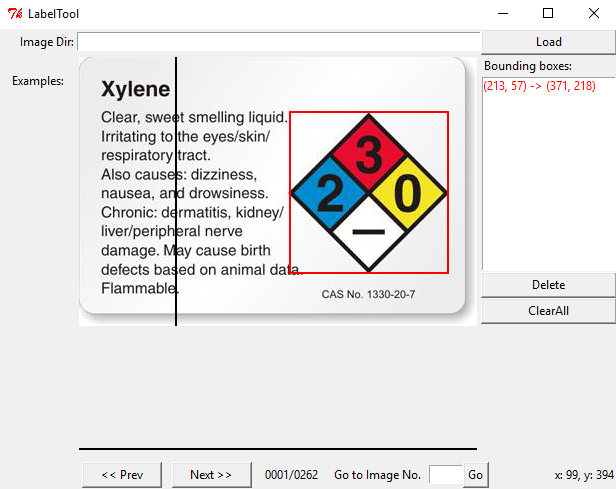 LabelTool
Image Dir:
Load
Examples:
Bounding boxes:
(213, 57) -> (371, 218)
Xylene
Clear, sweet smelling liquid.
Irritating to the eyes/skin/
respiratory tract.
Also causes: dizziness,
nausea, and drowsiness.
Chronic: dermatitis, kidney/
liver/peripheral nerve
damage. May cause birth
defects based on animal data.
Flammable.
3
2 0
—
CAS No. 1330-20-7
Delete
ClearAll
<< Prev
Next >>
0001/0262
Go to Image No.
Go
x: 99, y: 394